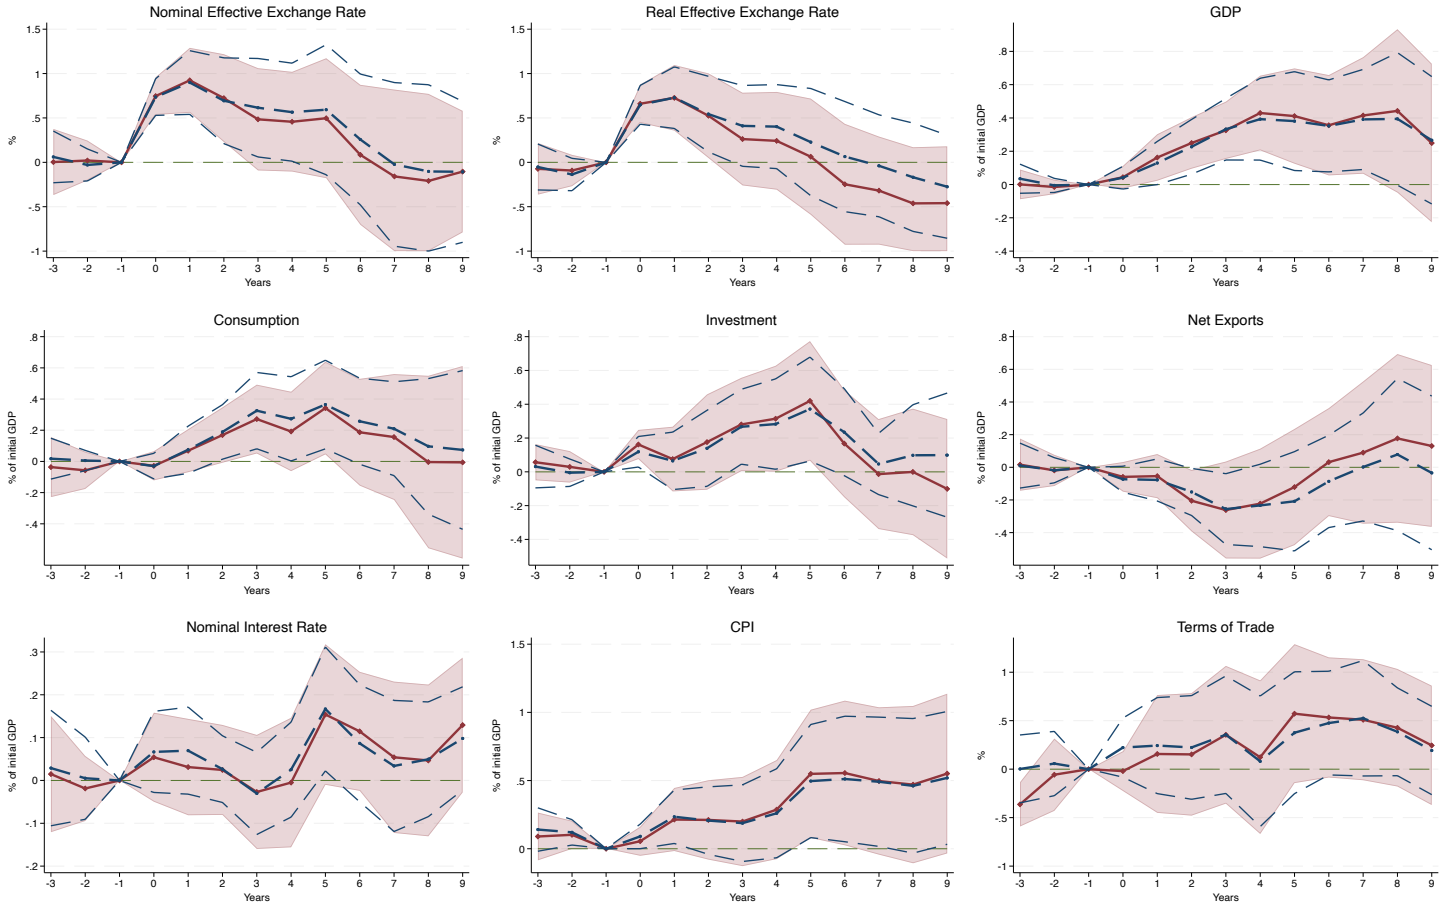 Nominal Effective Exchange Rate
1.5
1
.5
0
-.5
-1
%
-3 -2 -1 0 1 2 3 4 5 6 7 8 9
Years
Real Effective Exchange Rate
1.5
1
.5
0
-.5
-1
%
-3 -2 -1 0 1 2 3 4 5 6 7 8 9
Years
GDP
.8
.6
.4
.2
0
-.2
-.4
% of initial GDP
-3 -2 -1 0 1 2 3 4 5 6 7 8 9
Years
Consumption
.8
.6
.4
.2
0
-.2
-.4
% of initial GDP
-3 -2 -1 0 1 2 3 4 5 6 7 8 9
Years
Investment
.8
.6
.4
.2
0
-.2
-.4
% of initial GDP
-3 -2 -1 0 1 2 3 4 5 6 7 8 9
Years
Net Exports
.8
.6
.4
.2
0
-.2
-.4
% of initial GDP
-3 -2 -1 0 1 2 3 4 5 6 7 8 9
Years
Nominal Interest Rate
.3
.2
.1
0
-.1
-.2
% of initial GDP
-3 -2 -1 0 1 2 3 4 5 6 7 8 9
Years
CPI
1.5
1
.5
0
% of initial GDP
-3 -2 -1 0 1 2 3 4 5 6 7 8 9
Years
Terms of Trade
1
.5
0
-.5
-1
%
-3 -2 -1 0 1 2 3 4 5 6 7 8 9
Years